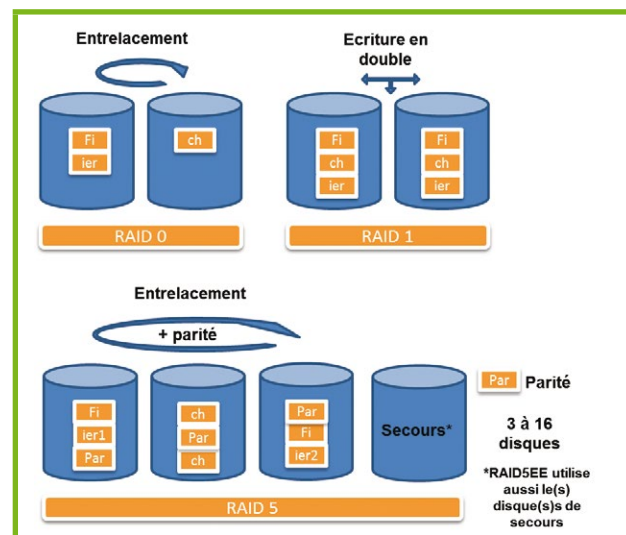 Entrelacement
Ecriture en
double
Fi
ier
ch
Fi
ch
ier
Fi
ch
ier
RAID 0
RAID 1
Entrelacement
+ parité
Fi
ier1
Par
ch
Par
ch
Par
Fi
ier2
Secours*
Par Parité
3 à 16
disques
*RAID5EE utilise
aussi le(s)
disque(s)s de
secours
RAID 5